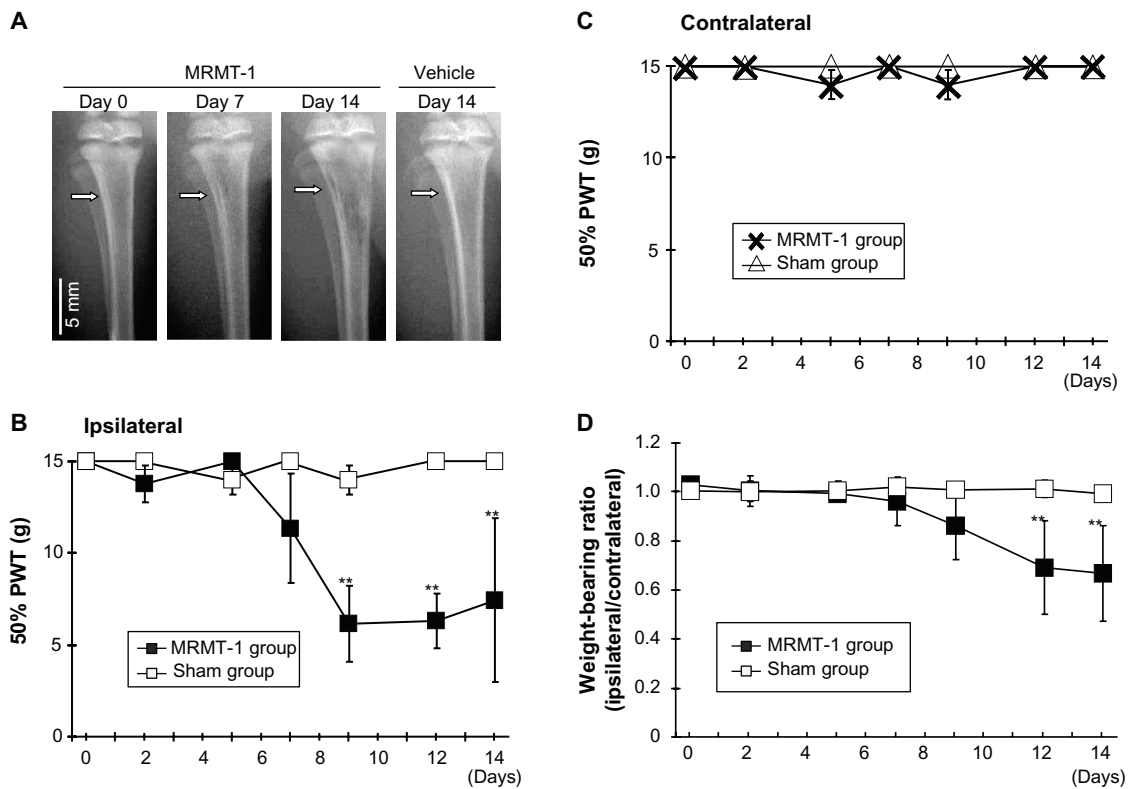 A
MRMT-1 Vehicle
Day 0 Day 7 Day 14 Day 14
5 mm
B Ipsilateral
50% PWT (g)
15
10
5
0
** ** **
MRMT-1 group
Sham group
0 2 4 6 8 10 12 14
(Days)
C Contralateral
50% PWT (g)
15
15
5
0
MRMT-1 group
Sham group
0 2 4 6 8 10 12 14
(Days)
D
Weight-bearing ratio
(ipsilateral/contralateral)
1.2
1.0
0.8
0.6
0.4
0.2
0
** **
MRMT-1 group
Sham group
0 2 4 6 8 10 12 14
(Days)